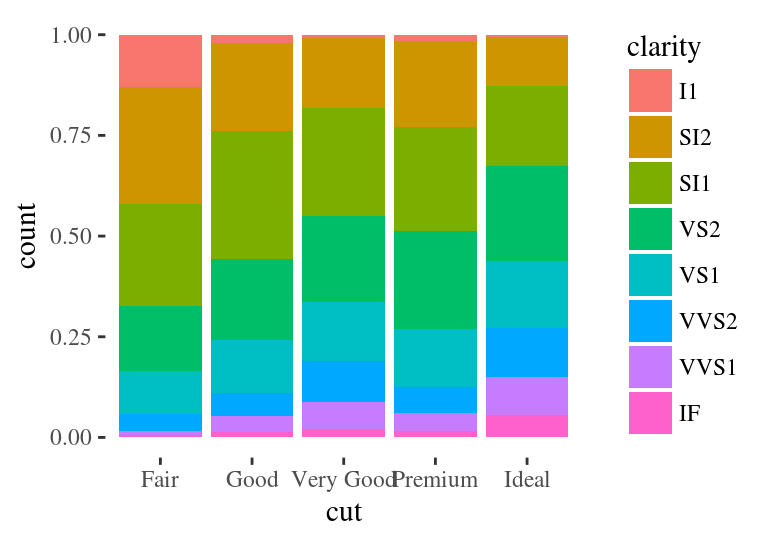 1.00
0.75
0.50
0.25
0.00
count
Fair
Good
Very Good
Premium
Ideal
cut
clarity
I1
SI2
SI1
VS2
VS1
VVS2
VVS1
IF